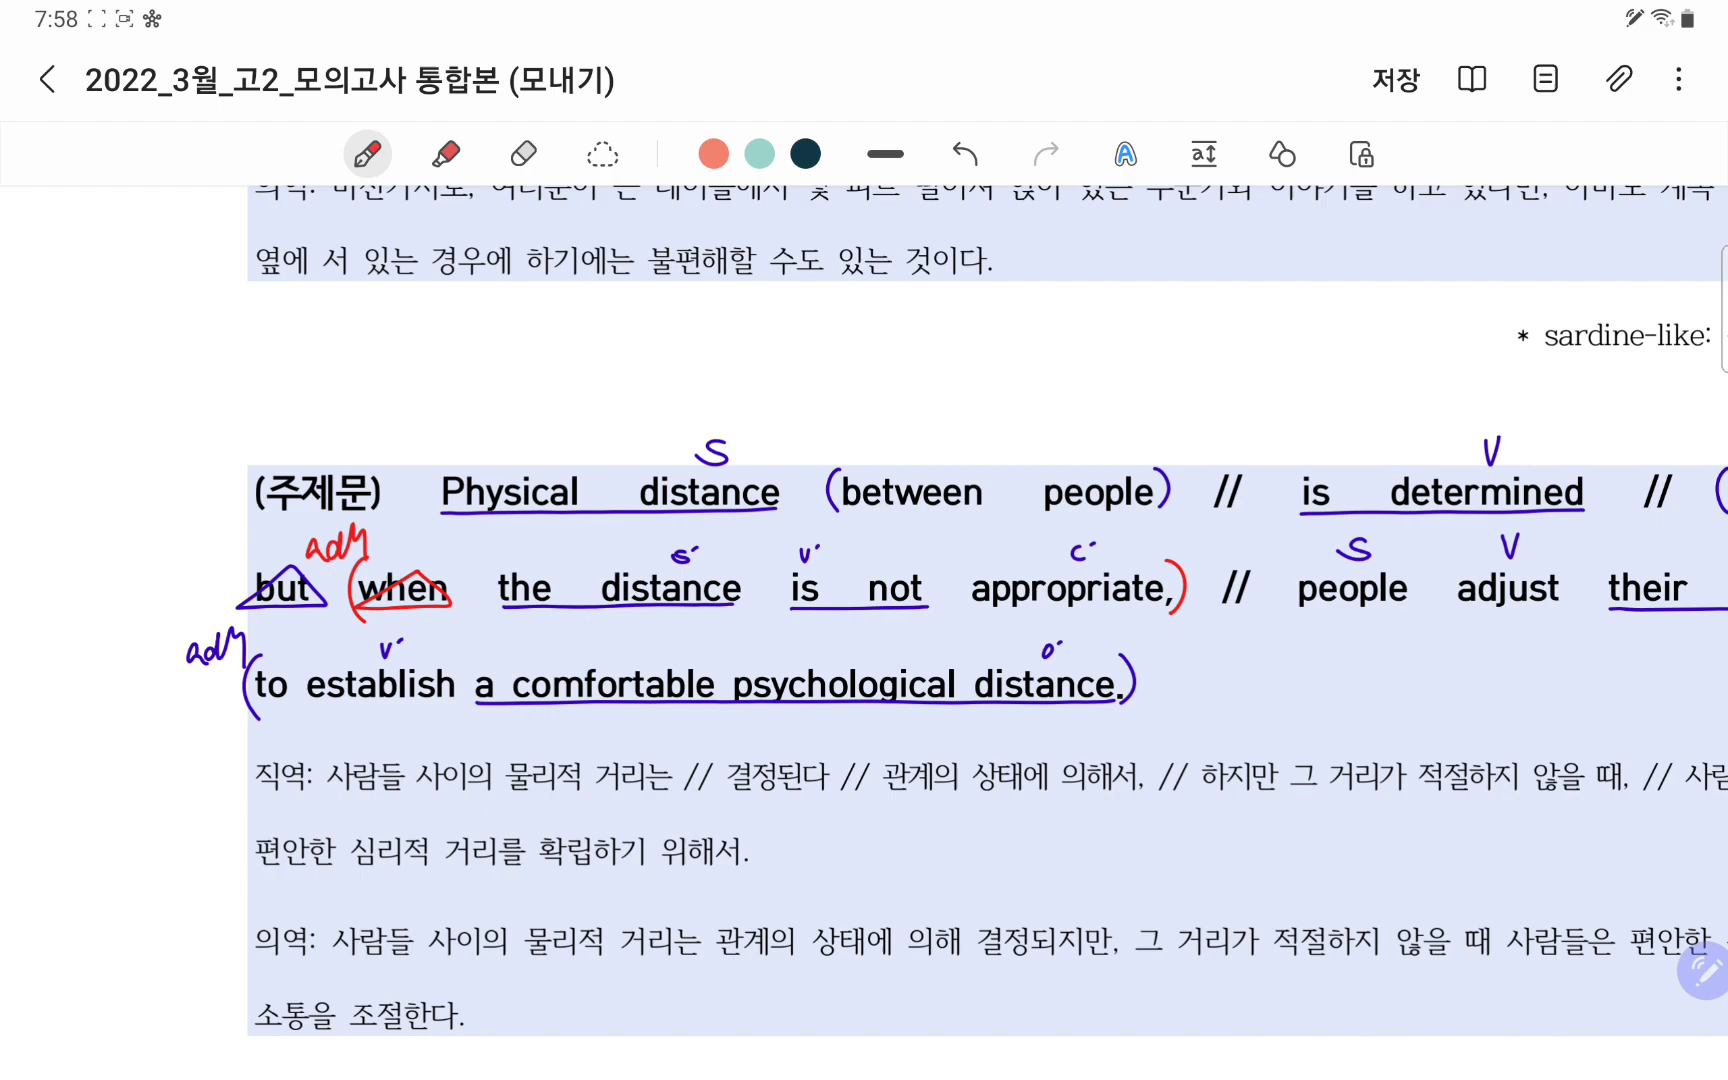 7:58
2022_3월_고2_모의고사 통합본 (모내기)
저장
옆에 서 있는 경우에 하기에는 불편해할 수도 있는 것이다.
* sardine-like:
S V
(주제문) Physical distance (between people) // is determined // (
adv s' v' c' S V
but (when the distance is not appropriate,) // people adjust their
adv v' o'
(to establish a comfortable psychological distance.)
직역: 사람들 사이의 물리적 거리는 // 결정된다 // 관계의 상태에 의해서, // 하지만 그 거리가 적절하지 않을 때, //
편안한 심리적 거리를 확립하기 위해서.
의역: 사람들 사이의 물리적 거리는 관계의 상태에 의해 결정되지만, 그 거리가 적절하지 않을 때 사람들은 편안한
소통을 조절한다.